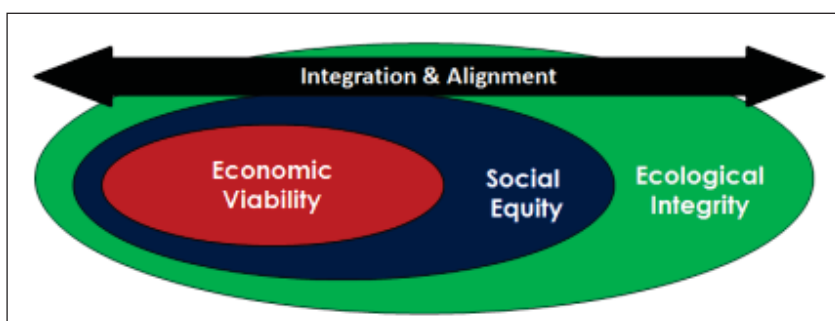 Integration & Alignment
Economic
Viability
Social
Equity
Ecological
Integrity